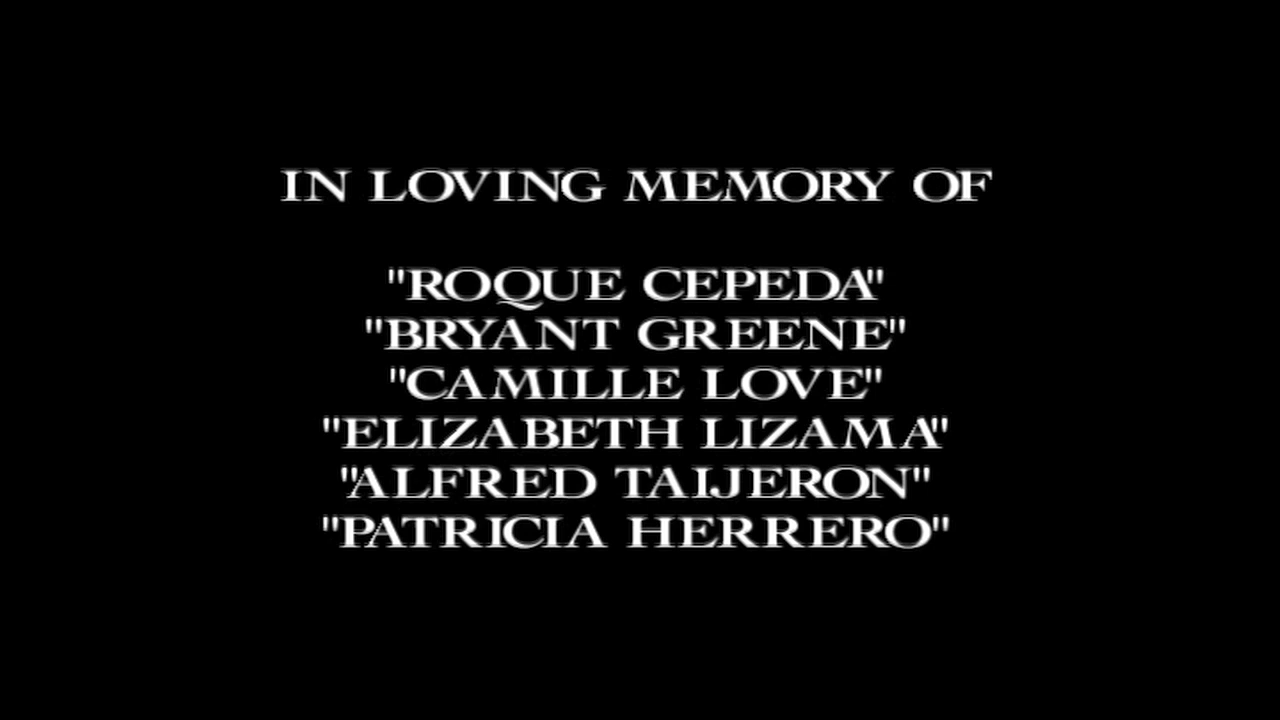 IN LOVING MEMORY OF
"ROQUE CEPEDA"
"BRYANT GREENE"
"CAMILLE LOVE"
"ELIZABETH LIZAMA"
"ALFRED TAIJERON"
"PATRICIA HERRERO"